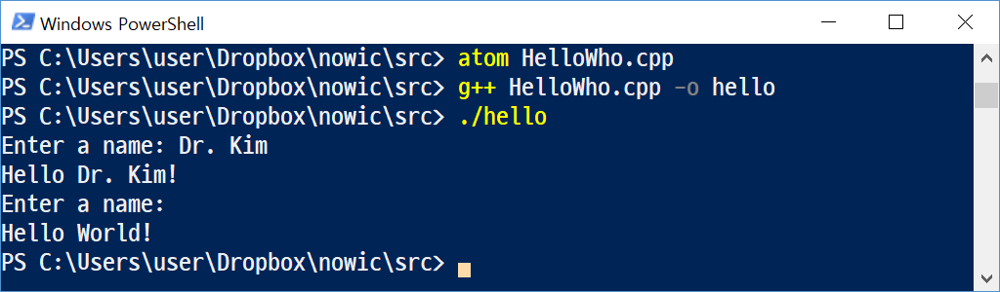 Windows PowerShell
PS C:\Users\user\Dropbox\nowic\src> atom HelloWho.cpp
PS C:\Users\user\Dropbox\nowic\src> g++ HelloWho.cpp -o hello
PS C:\Users\user\Dropbox\nowic\src> ./hello
Enter a name: Dr. Kim
Hello Dr. Kim!
Enter a name:
Hello World!
PS C:\Users\user\Dropbox\nowic\src>